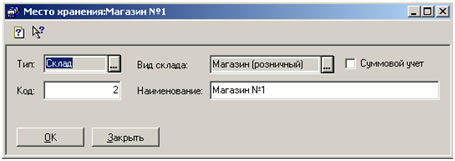 Место хранения:Магазин №1
Тип: Склад ... Вид склада: Магазин (розничный) ... Суммовой учет
Код: 2 Наименование: Магазин №1
OK Закрыть